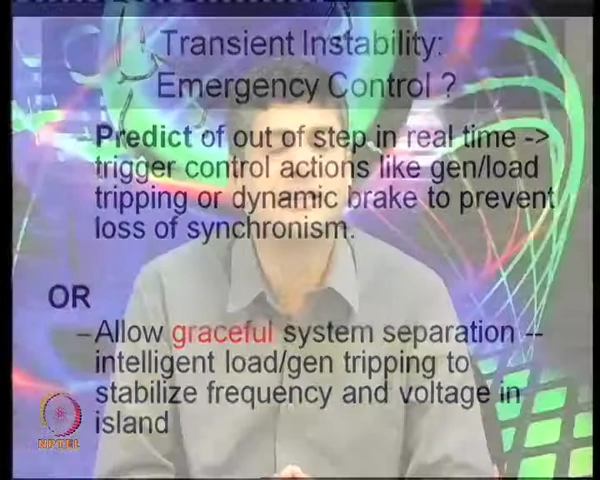 Transient Instability:
Emergency Control ?
– Predict of out of step in real time ->
trigger control actions like gen/load
tripping or dynamic brake to prevent
loss of synchronism.
OR
– Allow graceful system separation --
intelligent load/gen tripping to
stabilize frequency and voltage in
island
NPTEL